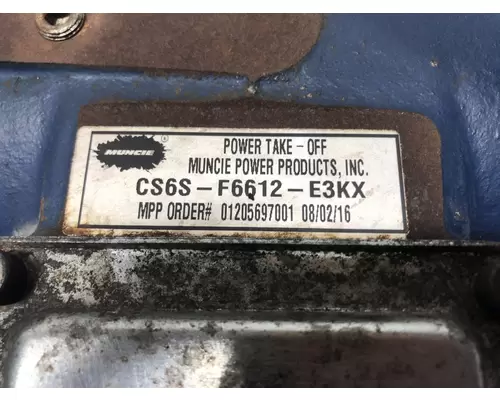 MUNCIE ®
POWER TAKE - OFF
MUNCIE POWER PRODUCTS, INC.
CS6S-F6612-E3KX
MPP ORDER# 01205697001 08/02/16